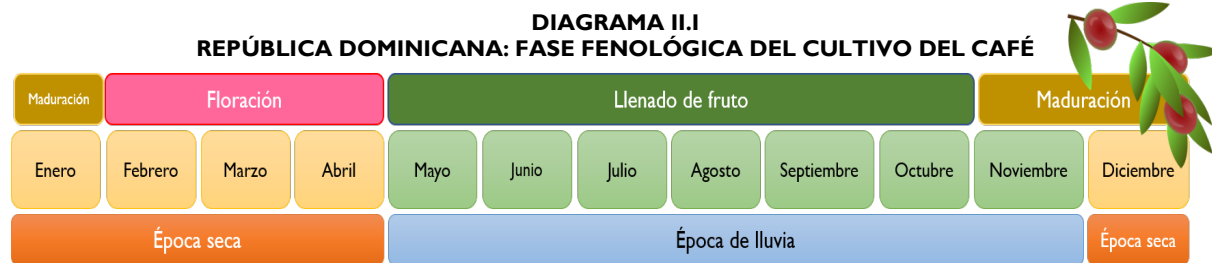 DIAGRAMA II.I
REPÚBLICA DOMINICANA: FASE FENOLÓGICA DEL CULTIVO DEL CAFÉ
Maduración Floración Llenado de fruto Maduración
Enero Febrero Marzo Abril Mayo Junio Julio Agosto Septiembre Octubre Noviembre Diciembre
Época seca Época de lluvia Época seca